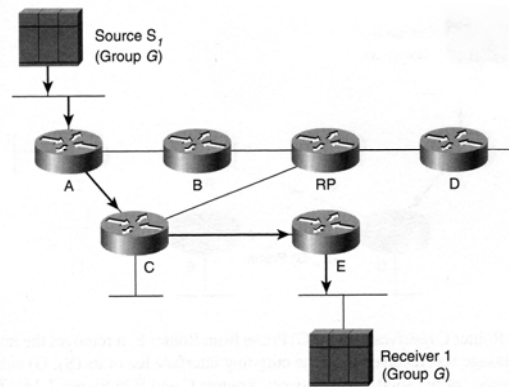 Source S1
(Group G)
A
B
RP
D
C
E
Receiver 1
(Group G)